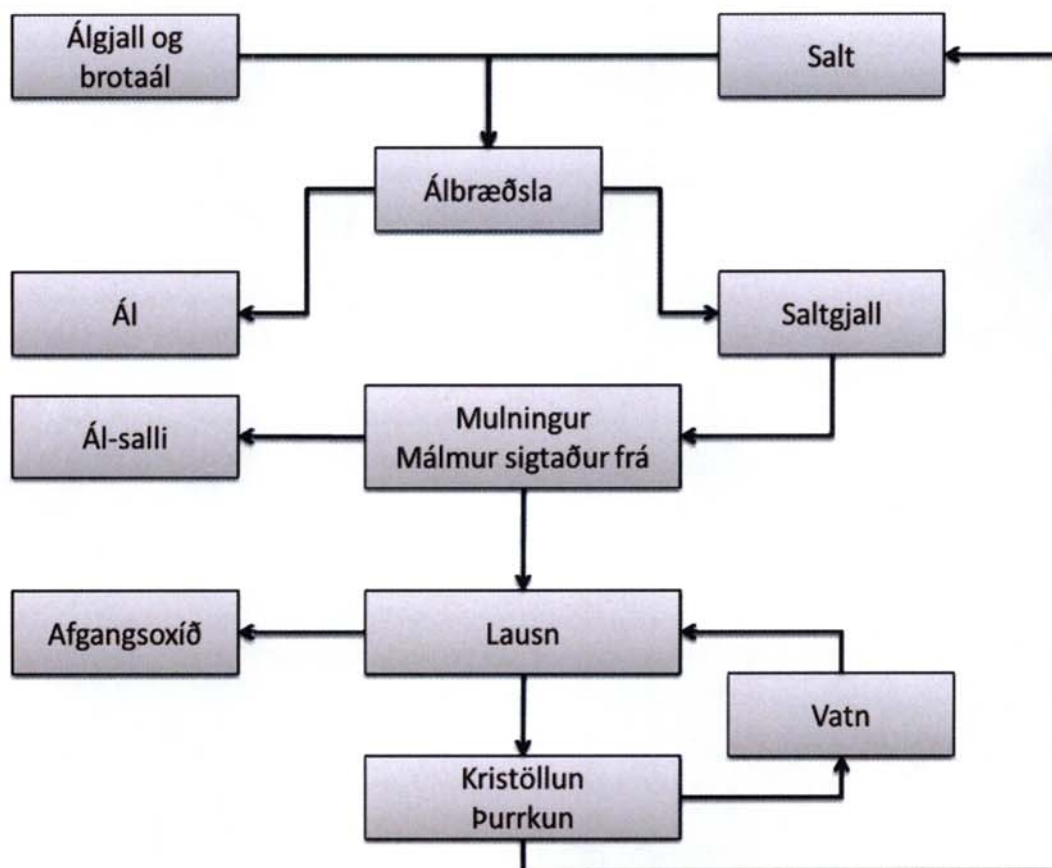 Álgjall og
brotaál
Salt
Álbræðsla
Ál
Saltgjall
Ál-salli
Mulningur
Málmur sigtaður frá
Afgangsoxíð
Lausn
Vatn
Kristöllun
Þurrkun